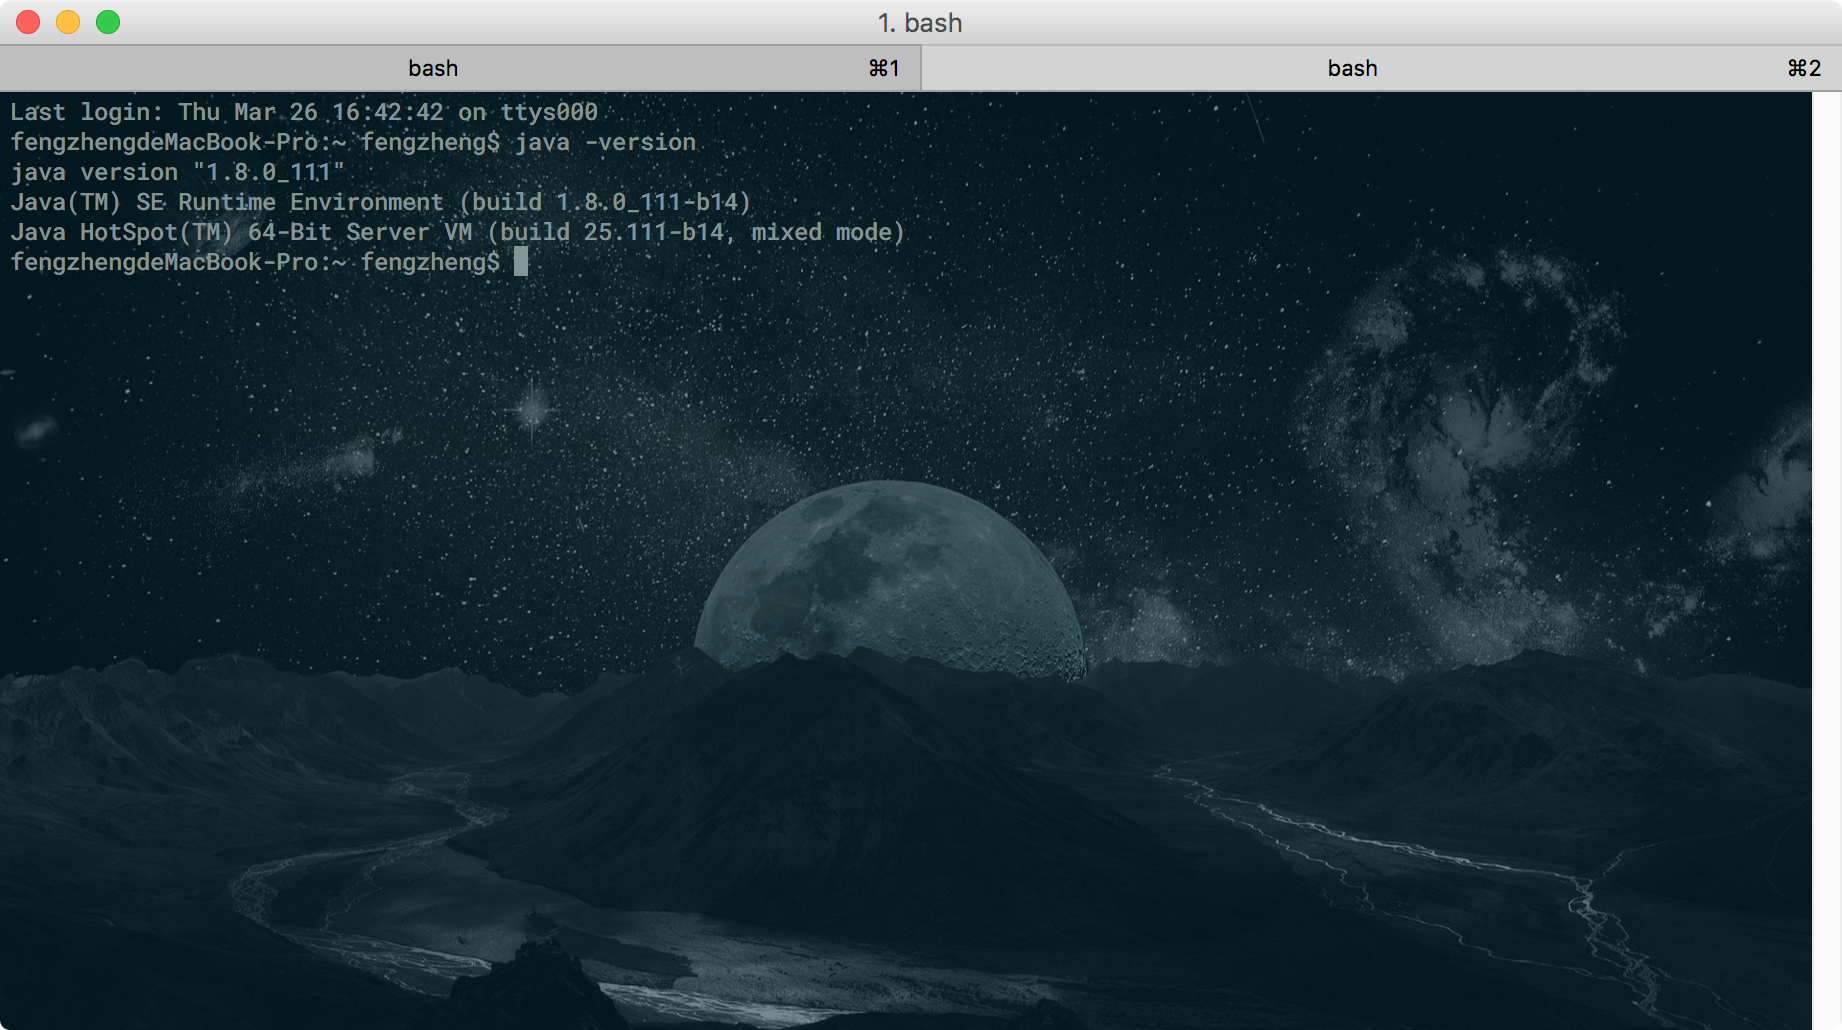 1. bash
bash ⌘1 bash ⌘2
Last login: Thu Mar 26 16:42:42 on ttys000
fengzhengdeMacBook-Pro:~ fengzheng$ java -version
java version "1.8.0_111"
Java(TM) SE Runtime Environment (build 1.8.0_111-b14)
Java HotSpot(TM) 64-Bit Server VM (build 25.111-b14, mixed mode)
fengzhengdeMacBook-Pro:~ fengzheng$